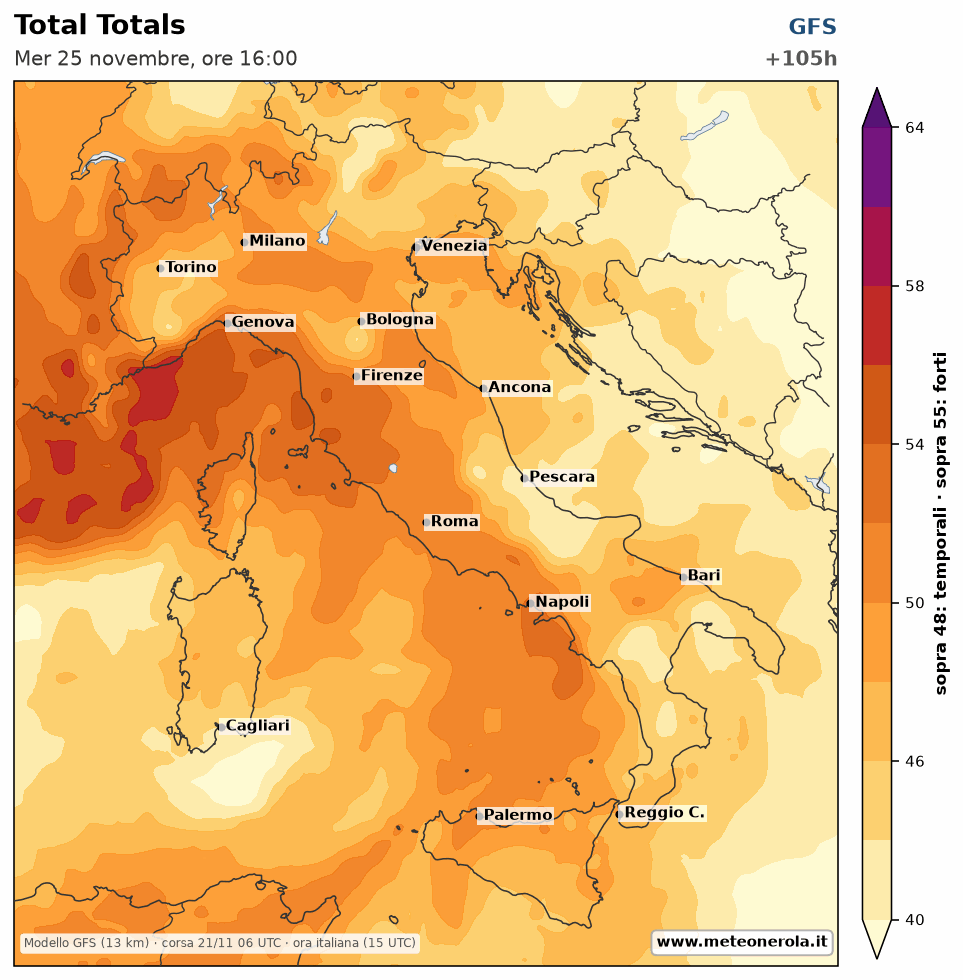 Total Totals
GFS
Mer 25 novembre, ore 16:00
+105h
64
58
54
50
46
40
sopra 48: temporali · sopra 55: forti
Milano
Venezia
Torino
Genova
Bologna
Firenze
Ancona
Pescara
Roma
Bari
Napoli
Cagliari
Palermo
Reggio C.
Modello GFS (13 km) · corsa 21/11 06 UTC · ora italiana (15 UTC)
www.meteonerola.it